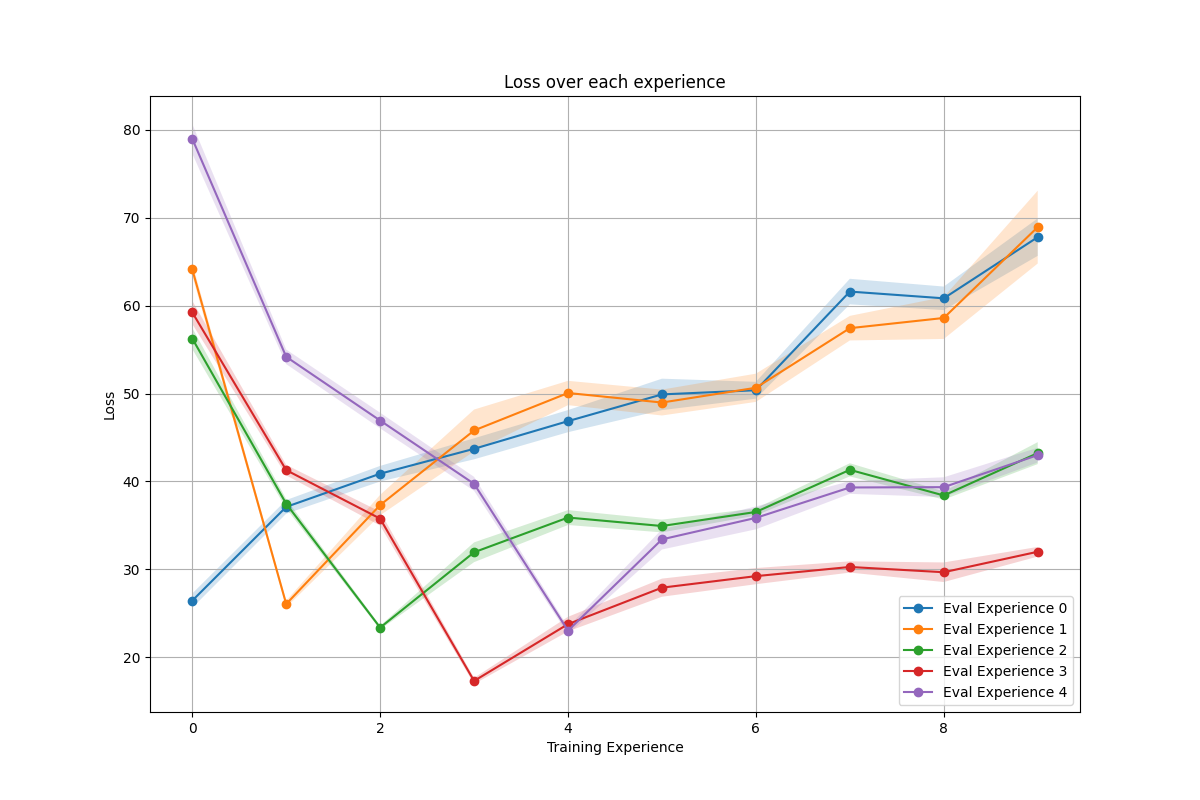 Loss over each experience
80
70
60
50
40
30
20
Loss
0
2
4
6
8
Training Experience
Eval Experience 0
Eval Experience 1
Eval Experience 2
Eval Experience 3
Eval Experience 4